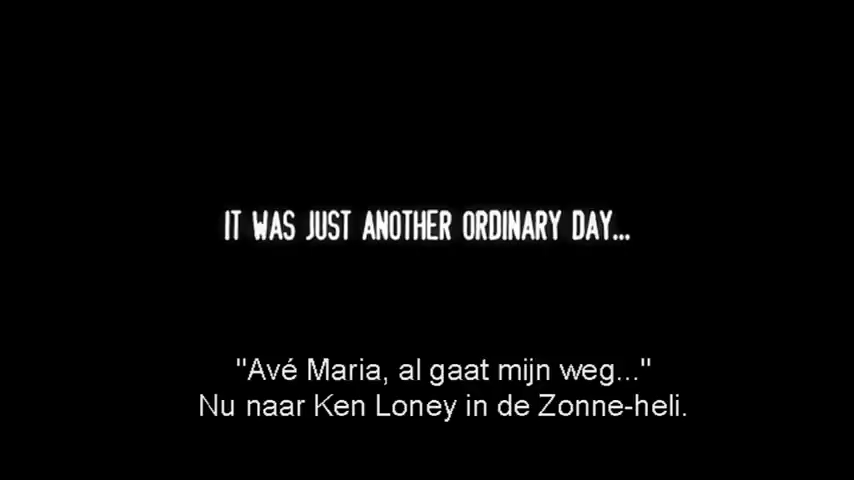 IT WAS JUST ANOTHER ORDINARY DAY...
"Avé Maria, al gaat mijn weg..."
Nu naar Ken Loney in de Zonne-heli.